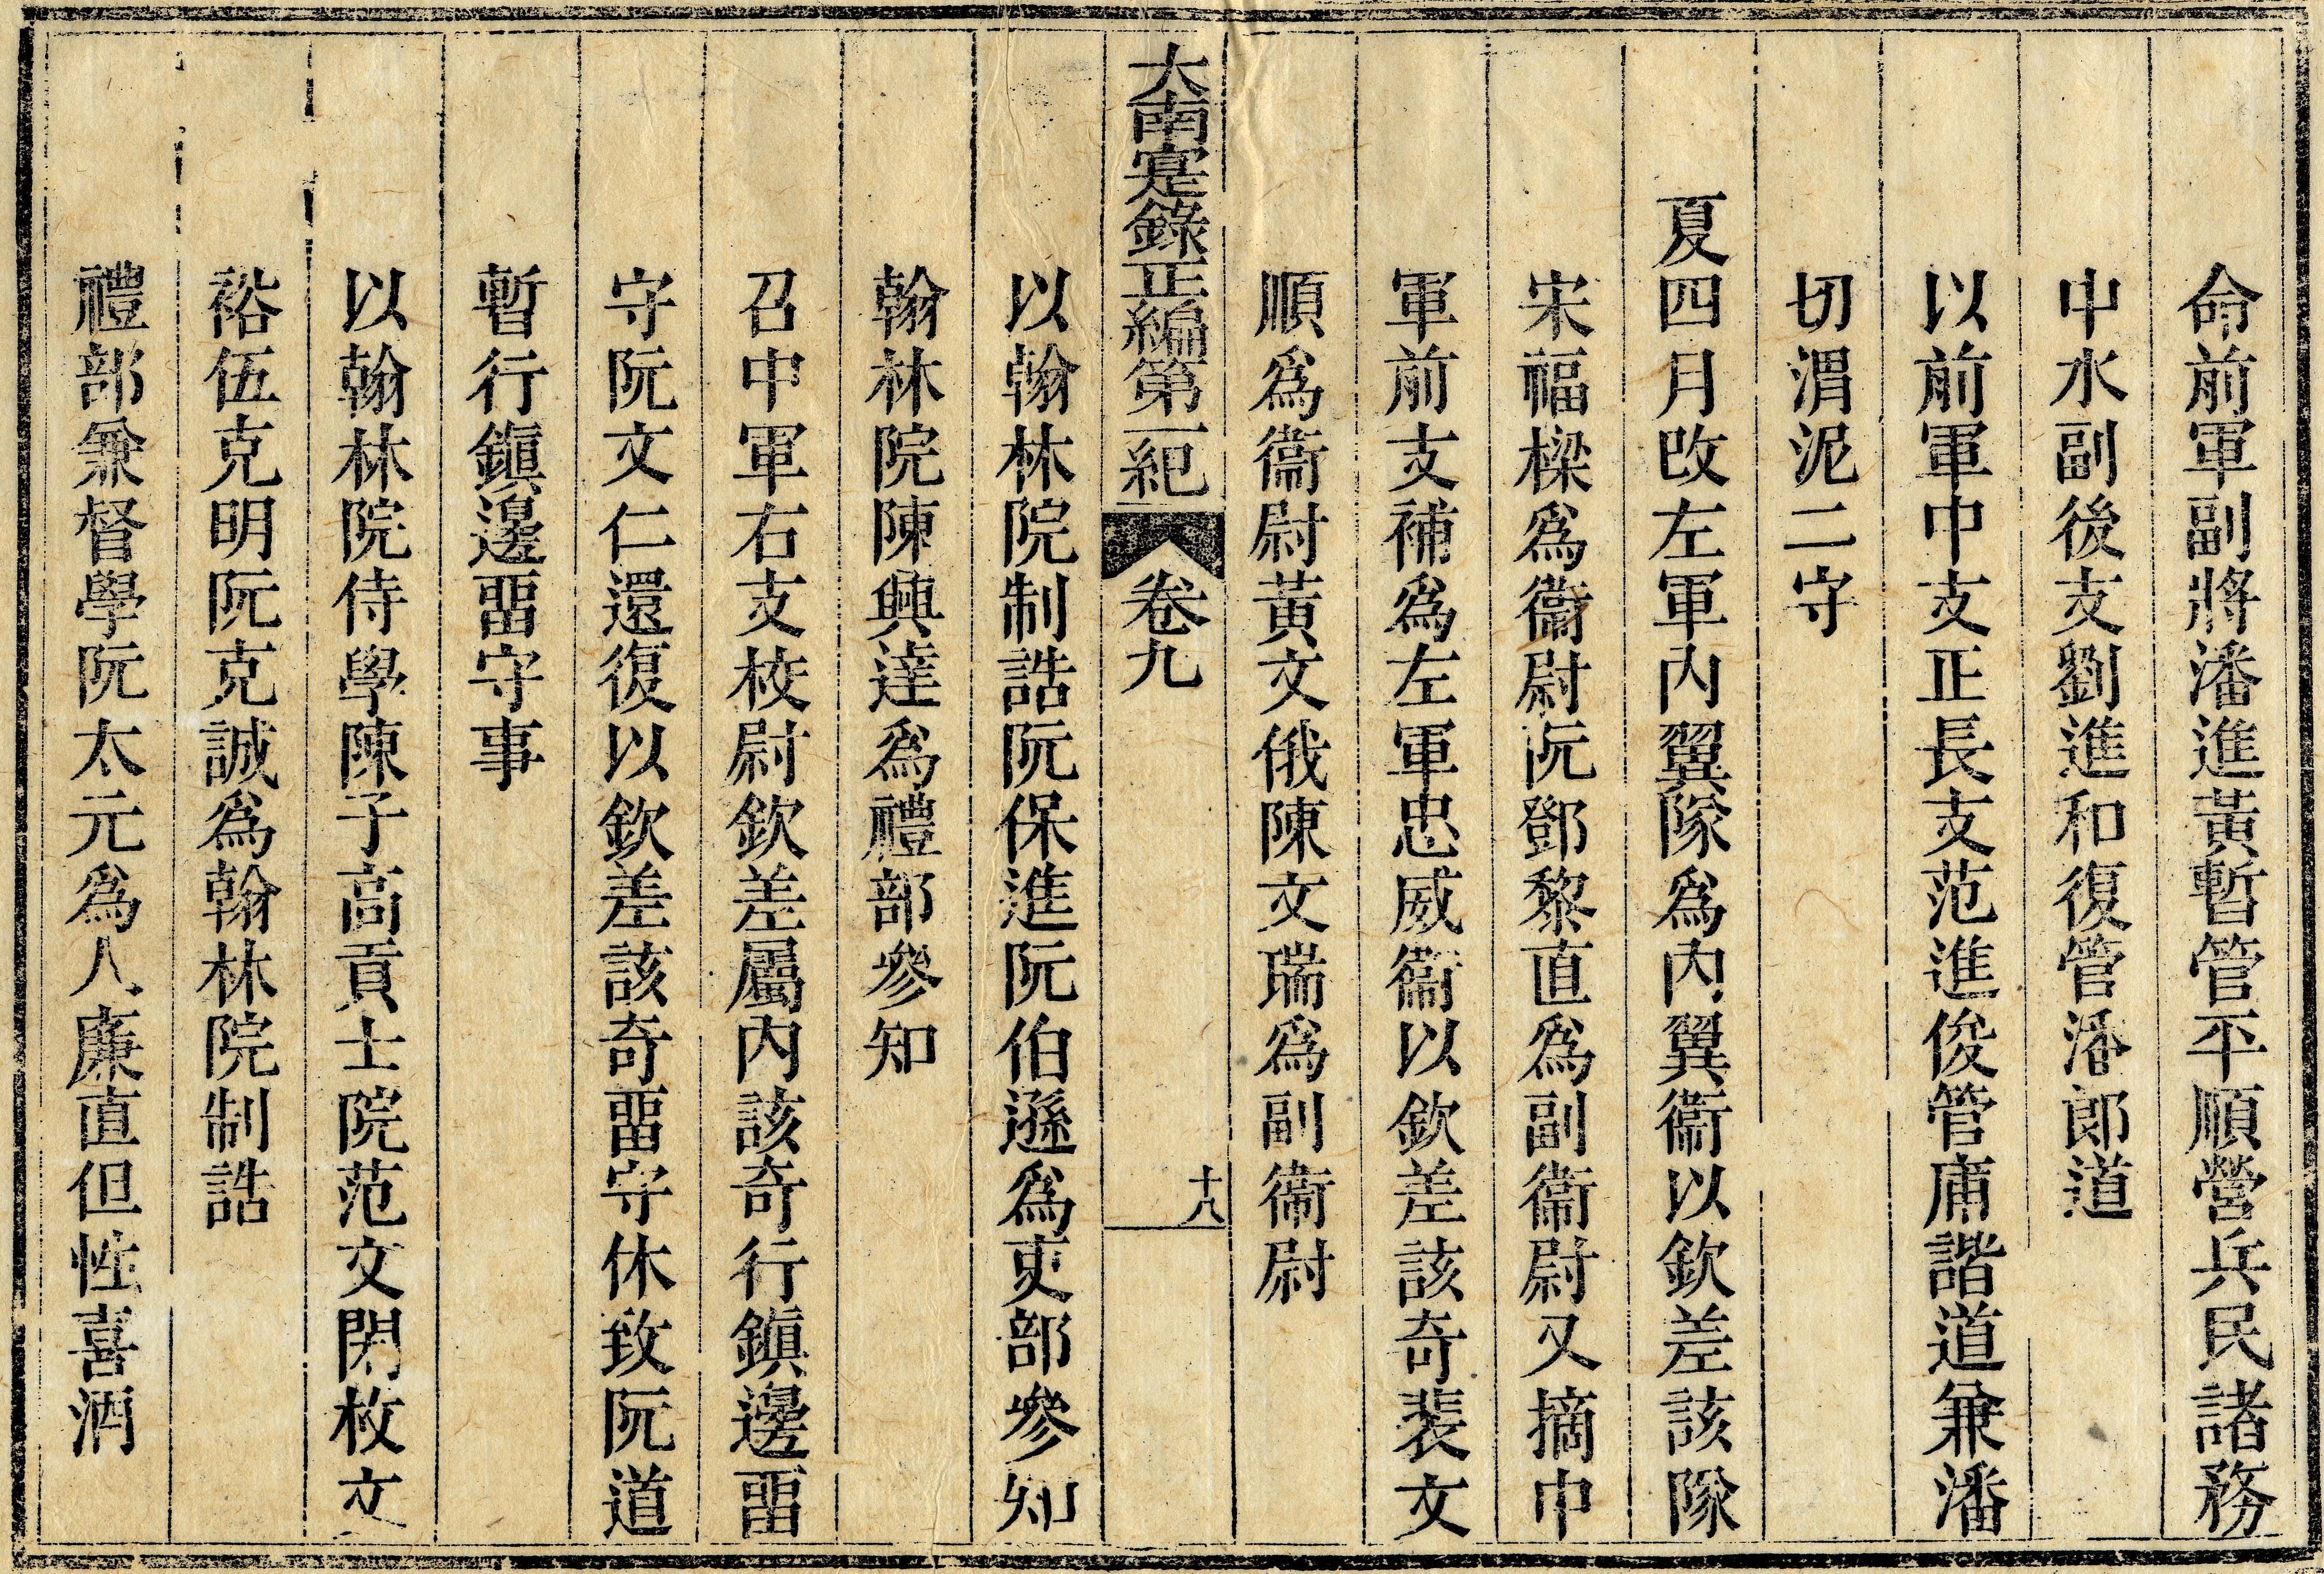 命前軍副將潘進黃暫管平順營兵民諸務
中水副後支劉進和復管潘郎道
以前軍中支正長支范進俊管庯諧道兼潘
切渭泥二守
夏四月改左軍內翼隊爲內翼衞以欽差該隊
宋福樑爲衞尉阮鄧黎直爲副衞尉又摘中
軍前支補爲左軍忠威衞以欽差該奇裴文
順爲衞尉黃文俄陳文瑞爲副衞尉
大南寔錄正編第一紀 卷九 十八
以翰林院制誥阮保進阮伯遜爲吏部參知
翰林院陳興達爲禮部參知
召中軍右支校尉欽差屬內該奇行鎭邊畱
守阮文仁還復以欽差該奇畱守休致阮道
暫行鎭邊畱守事
以翰林院侍學陳子高貢士院范文閑枚文
裕伍克明阮克誠爲翰林院制誥
禮部兼督學阮太元爲人廉直但性喜酒